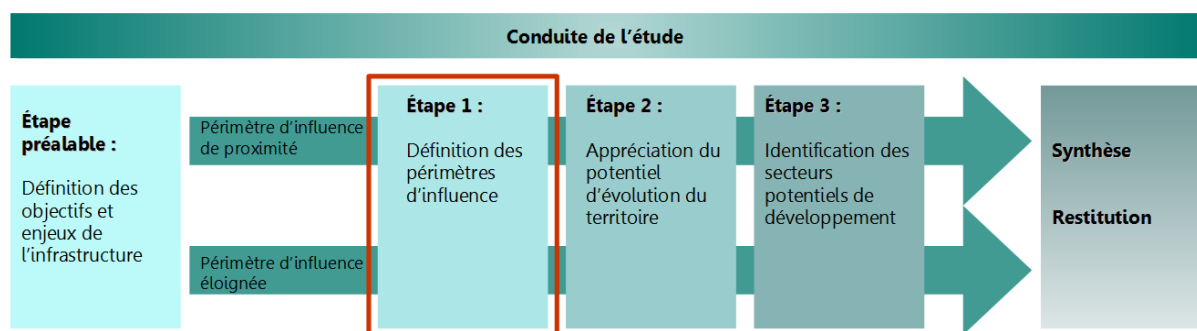 Conduite de l'étude
Étape
préalable :
Définition des
objectifs et
enjeux de
l'infrastructure
Périmètre d'influence
de proximité
Périmètre d'influence
éloignée
Étape 1 :
Définition des
périmètres
d'influence
Étape 2 :
Appréciation du
potentiel
d'évolution du
territoire
Étape 3 :
Identification des
secteurs
potentiels de
développement
Synthèse
Restitution